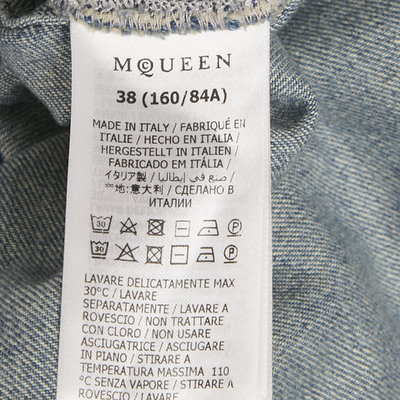 MCQUEEN
38 (160/84A)
MADE IN ITALY / FABRIQUÉ EN
ITALIE / HECHO EN ITALIA /
HERGESTELLT IN ITALIEN /
FABRICADO EM ITÁLIA /
イタリア製 / صنع في إيطاليا /
地: 意大利 / СДЕЛАНО В
ИТАЛИИ
30
30
LAVARE DELICATAMENTE MAX
30°C / LAVARE
SEPARATAMENTE / LAVARE A
ROVESCIO / NON TRATTARE
CON CLORO / NON USARE
ASCIUGATRICE / ASCIUGARE
IN PIANO / STIRARE A
TEMPERATURA MASSIMA 110
°C SENZA VAPORE / STIRARE A
ROVESCIO / LAVARE